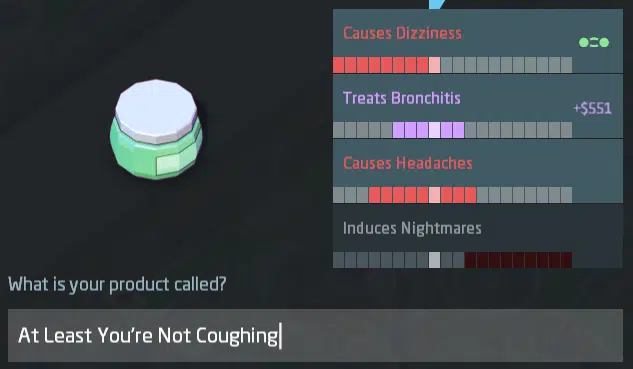 Causes Dizziness
Treats Bronchitis
+$551
Causes Headaches
Induces Nightmares
What is your product called?
At Least You're Not Coughing